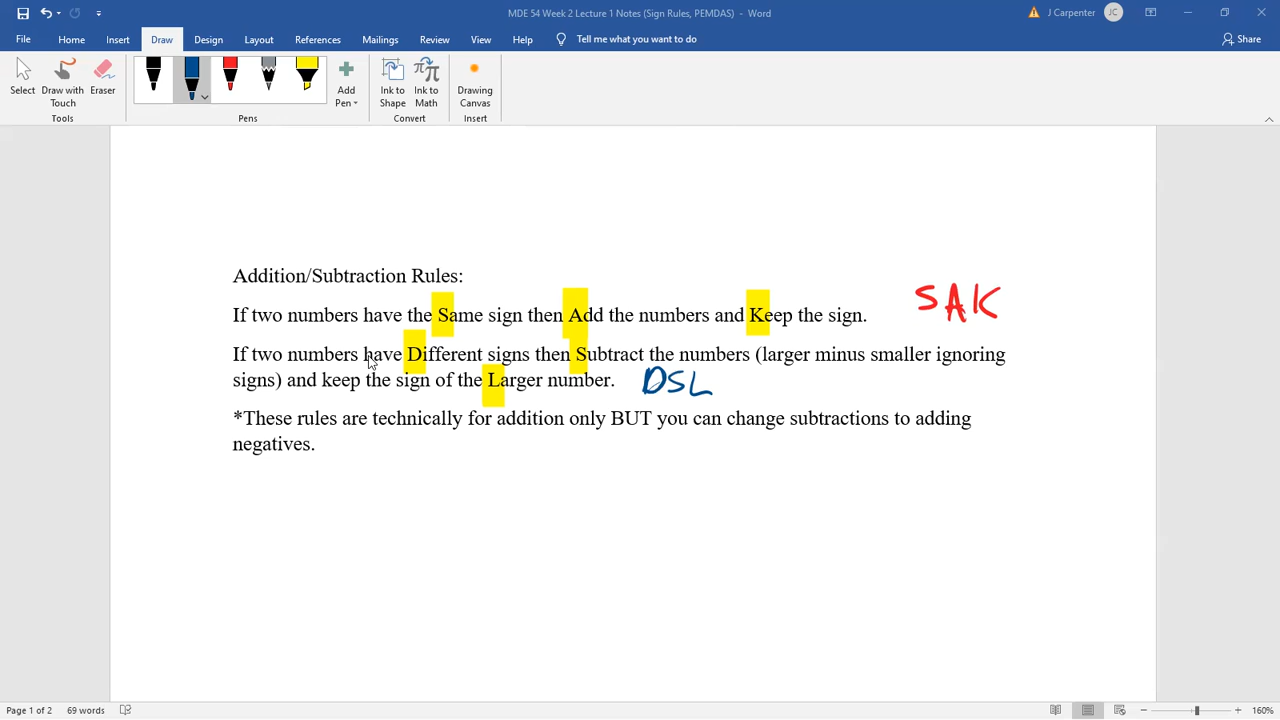 MDE 54 Week 2 Lecture 1 Notes (Sign Rules, PEMDAS) - Word
J Carpenter
JC
File Home Insert Draw Design Layout References Mailings Review View Help Tell me what you want to do
Share
Select
Draw with Touch
Eraser
Add Pen
Ink to Shape
Ink to Math
Drawing Canvas
Tools
Pens
Convert
Insert
Addition/Subtraction Rules:
If two numbers have the Same sign then Add the numbers and Keep the sign.
SAK
If two numbers have Different signs then Subtract the numbers (larger minus smaller ignoring
signs) and keep the sign of the Larger number.
DSL
*These rules are technically for addition only BUT you can change subtractions to adding
negatives.
Page 1 of 2 69 words
160%